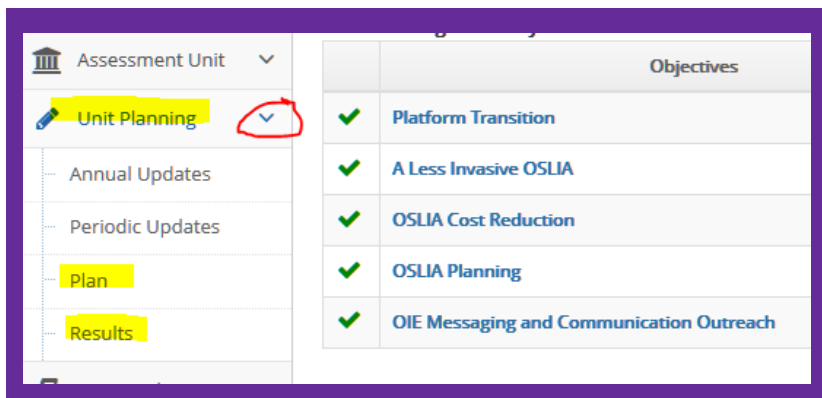 Assessment Unit
Unit Planning
Annual Updates
Periodic Updates
Plan
Results
Objectives
Platform Transition
A Less Invasive OSLIA
OSLIA Cost Reduction
OSLIA Planning
OIE Messaging and Communication Outreach